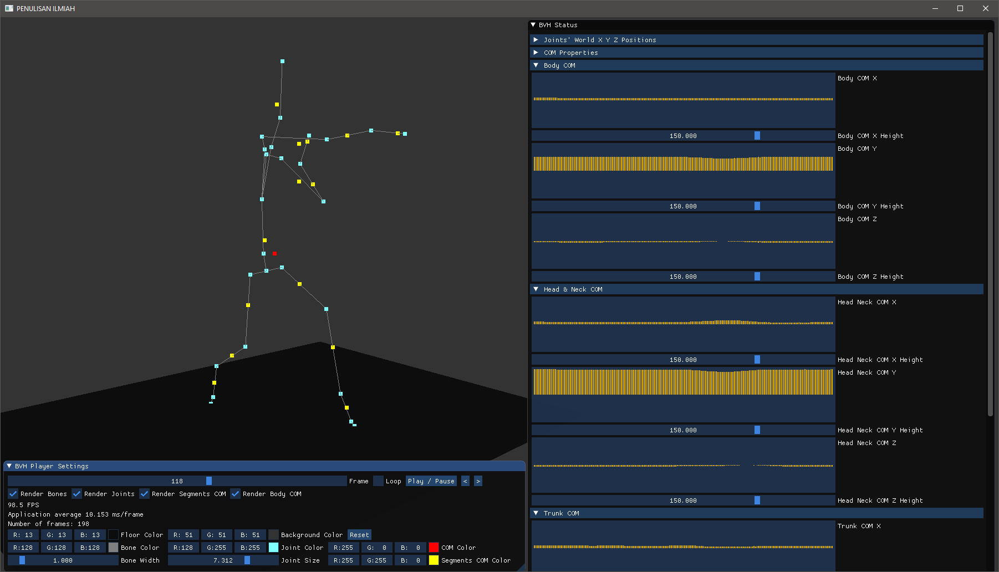 PENULISAN ILMIAH
BVH Status
Joints' World X Y Z Positions
COM Properties
Body COM
Body COM X
150.000 Body COM X Height
Body COM Y
150.000 Body COM Y Height
Body COM Z
150.000 Body COM Z Height
Head & Neck COM
Head Neck COM X
150.000 Head Neck COM X Height
Head Neck COM Y
150.000 Head Neck COM Y Height
Head Neck COM Z
150.000 Head Neck COM Z Height
Trunk COM
Trunk COM X
BVH Player Settings
118 Frame Loop Play / Pause < >
Render Bones Render Joints Render Segments COM Render Body COM
98.5 FPS
Application average 10.153 ms/frame
Number of frames: 198
R: 13 G: 13 B: 13 Floor Color R: 51 G: 51 B: 51 Background Color Reset
R:128 G:128 B:128 Bone Color R:128 G:255 B:255 Joint Color R:255 G: 0 B: 0 COM Color
1.000 Bone Width 7.312 Joint Size R:255 G:255 B: 0 Segments COM Color